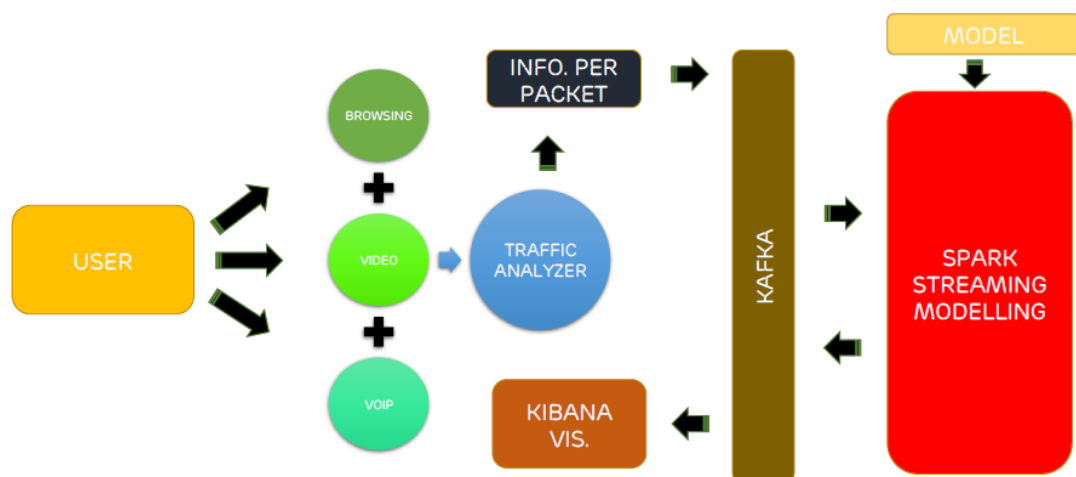 USER
BROWSING
VIDEO
VOIP
TRAFFIC
ANALYZER
INFO. PER
PACKET
KIBANA
VIS.
KAFKA
MODEL
SPARK
STREAMING
MODELLING